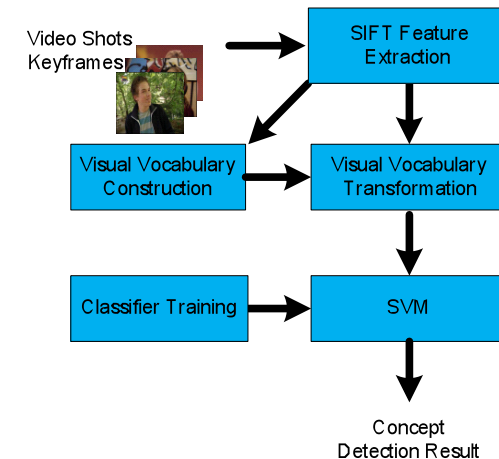 Video Shots
Keyframes
SIFT Feature
Extraction
Visual Vocabulary
Construction
Visual Vocabulary
Transformation
Classifier Training
SVM
Concept
Detection Result